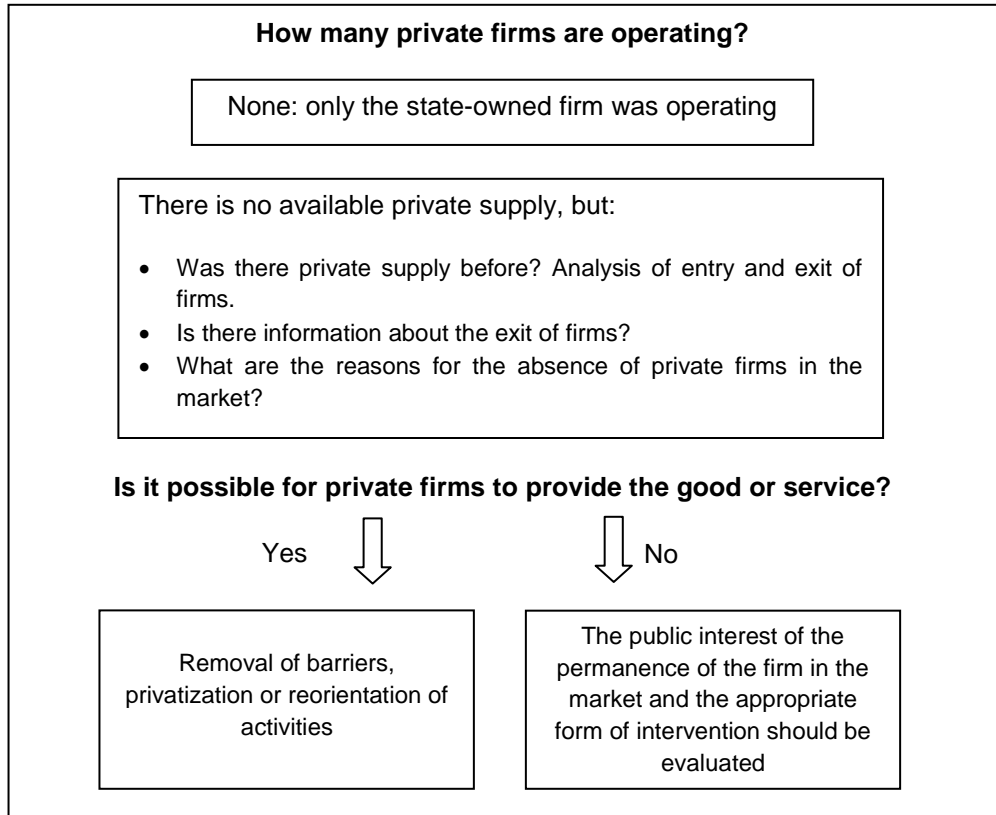 How many private firms are operating?
None: only the state-owned firm was operating
There is no available private supply, but:
• Was there private supply before? Analysis of entry and exit of
firms.
• Is there information about the exit of firms?
• What are the reasons for the absence of private firms in the
market?
Is it possible for private firms to provide the good or service?
Yes
No
Removal of barriers,
privatization or reorientation of
activities
The public interest of the
permanence of the firm in the
market and the appropriate
form of intervention should be
evaluated